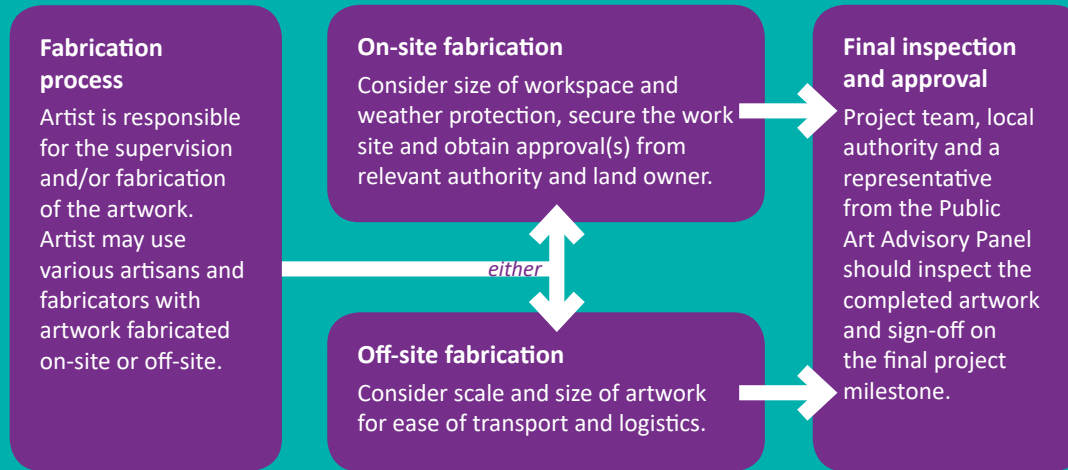 Fabrication
process
Artist is responsible
for the supervision
and/or fabrication
of the artwork.
Artist may use
various artisans and
fabricators with
artwork fabricated
on-site or off-site.
either
On-site fabrication
Consider size of workspace and
weather protection, secure the work
site and obtain approval(s) from
relevant authority and land owner.
Off-site fabrication
Consider scale and size of artwork
for ease of transport and logistics.
Final inspection
and approval
Project team, local
authority and a
representative
from the Public
Art Advisory Panel
should inspect the
completed artwork
and sign-off on
the final project
milestone.